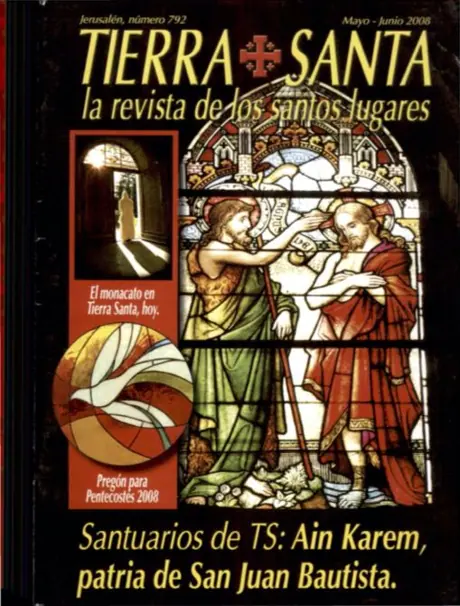 Jerusalén, número 792
Mayo - Junio 2008
TIERRA SANTA
la revista de los santos lugares
El monacato en
Tierra Santa, hoy.
Pregón para
Pentecostés 2008
Santuarios de TS: Ain Karem,
patria de San Juan Bautista.